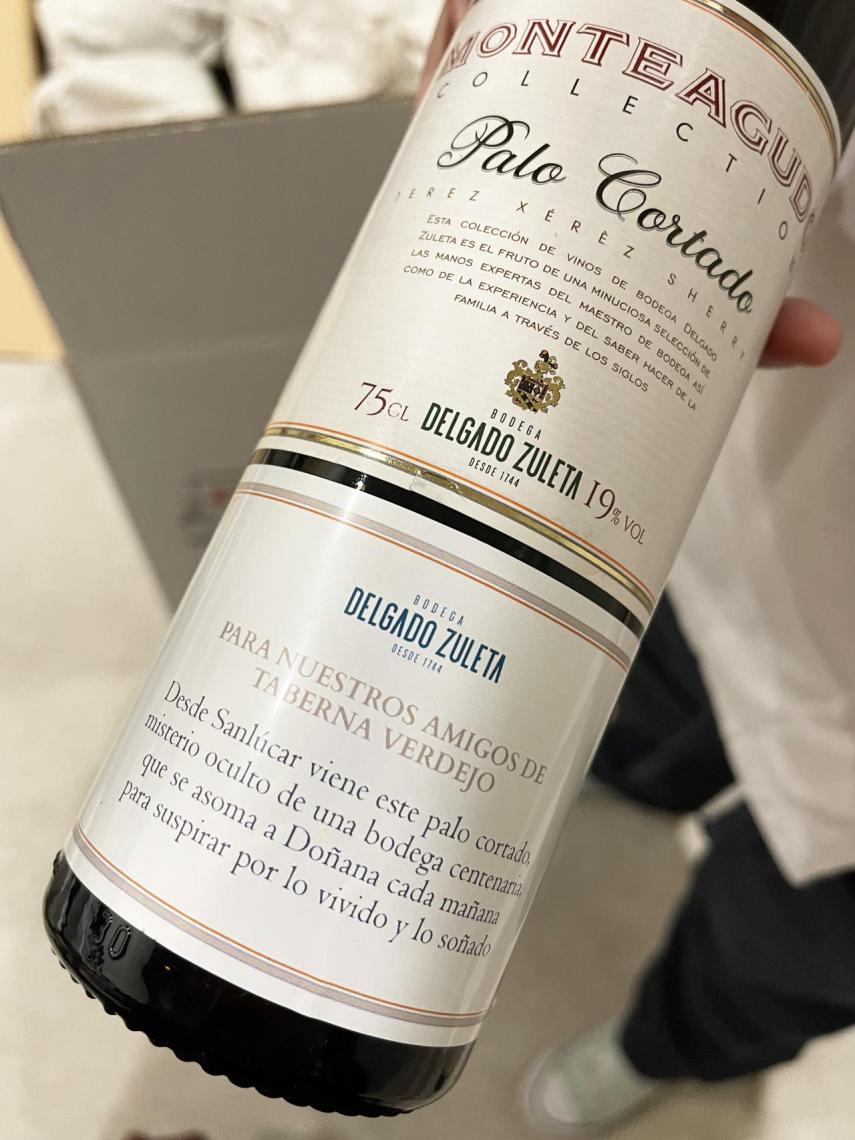 MONTEAGUDO
COLLECTION
Palo Cortado
JEREZ XÉRÈZ SHERRY
ESTA COLECCIÓN DE VINOS DE BODEGA DELGADO
ZULETA ES EL FRUTO DE UNA MINUCIOSA SELECCIÓN DE
LAS MANOS EXPERTAS DEL MAESTRO DE BODEGA ASÍ
COMO DE LA EXPERIENCIA Y DEL SABER HACER DE LA
FAMILIA A TRAVÉS DE LOS SIGLOS
75CL
BODEGA
DELGADO ZULETA
DESDE 1744
19% VOL
BODEGA
DELGADO ZULETA
DESDE 1744
PARA NUESTROS AMIGOS DE
TABERNA VERDEJO
Desde Sanlúcar viene este palo cortado,
misterio oculto de una bodega centenaria,
que se asoma a Doñana cada mañana
para suspirar por lo vivido y lo soñado